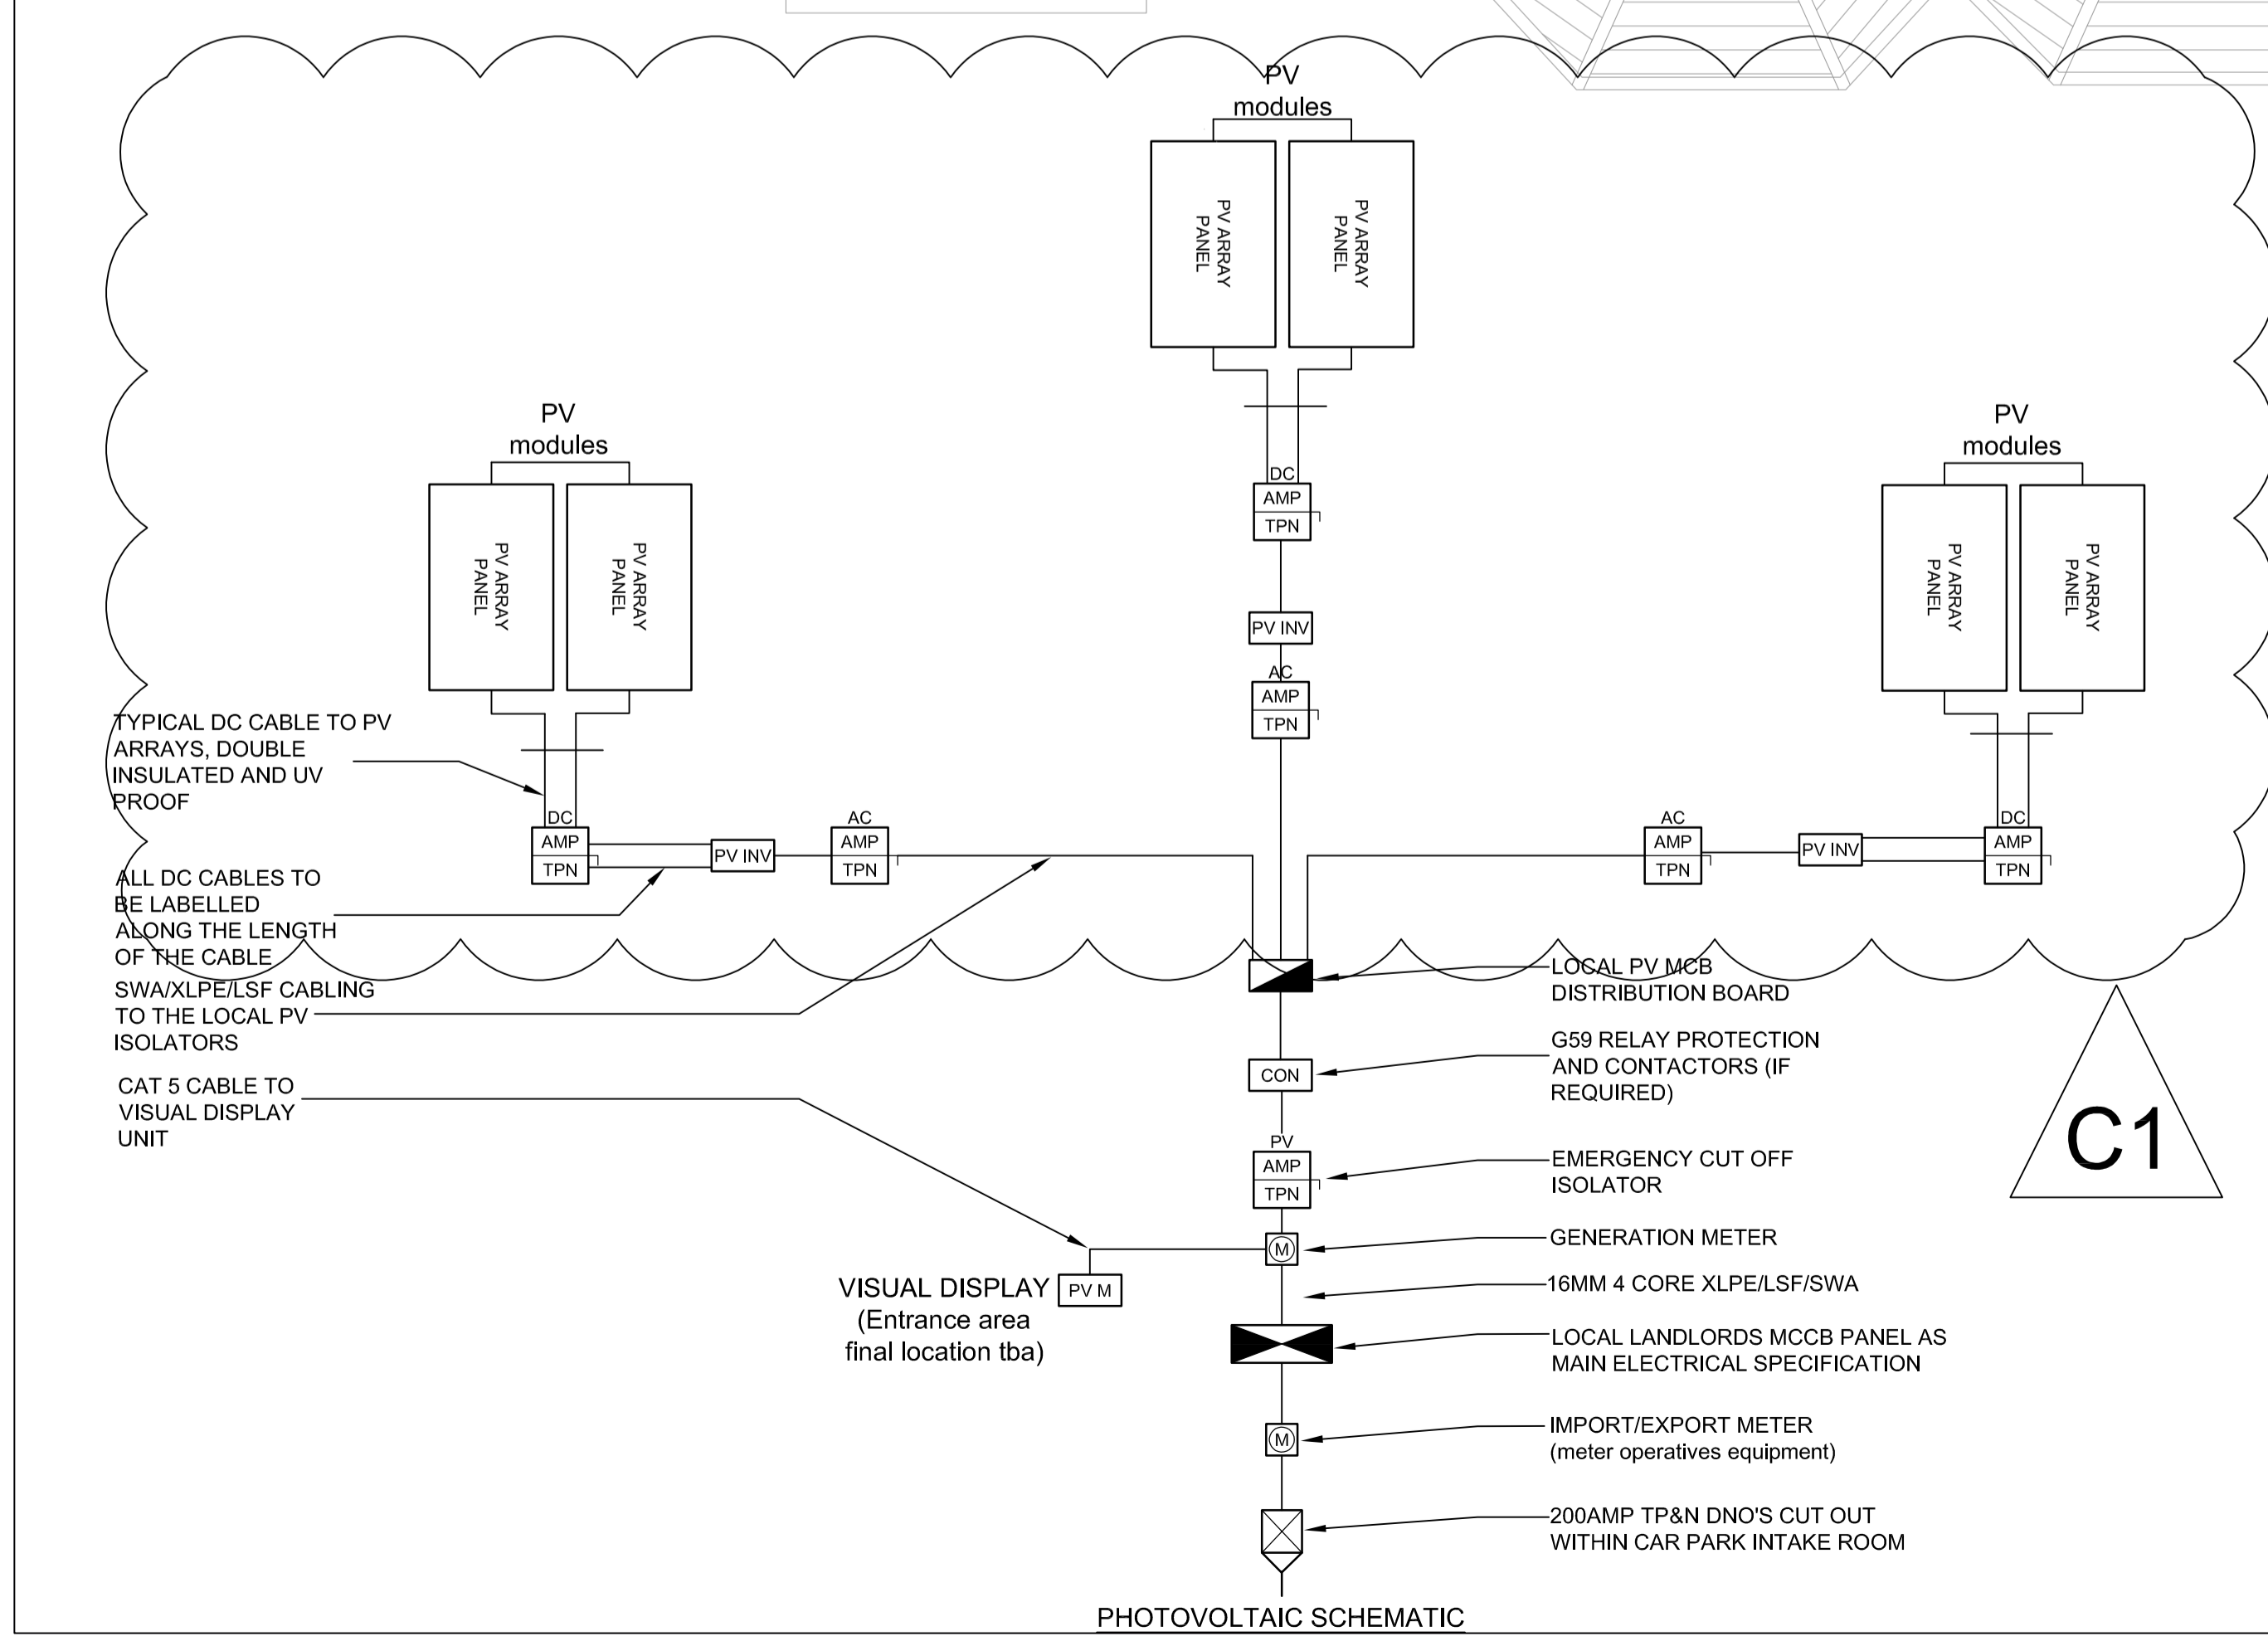 PV
modules
PV ARRAY
PANEL
PV ARRAY
PANEL
DC
AMP
TPN
PV INV
AC
AMP
TPN
PV
modules
PV ARRAY
PANEL
PV ARRAY
PANEL
PV
modules
PV ARRAY
PANEL
PV ARRAY
PANEL
TYPICAL DC CABLE TO PV
ARRAYS, DOUBLE
INSULATED AND UV
PROOF
DC
AMP
TPN
PV INV
AC
AMP
TPN
AC
AMP
TPN
PV INV
DC
AMP
TPN
ALL DC CABLES TO
BE LABELLED
ALONG THE LENGTH
OF THE CABLE
SWA/XLPE/LSF CABLING
TO THE LOCAL PV
ISOLATORS
CAT 5 CABLE TO
VISUAL DISPLAY
UNIT
LOCAL PV MCB
DISTRIBUTION BOARD
CON
G59 RELAY PROTECTION
AND CONTACTORS (IF
REQUIRED)
C1
PV
AMP
TPN
EMERGENCY CUT OFF
ISOLATOR
M
GENERATION METER
VISUAL DISPLAY
(Entrance area
final location tba)
PV M
16MM 4 CORE XLPE/LSF/SWA
LOCAL LANDLORDS MCCB PANEL AS
MAIN ELECTRICAL SPECIFICATION
M
IMPORT/EXPORT METER
(meter operatives equipment)
200AMP TP&N DNO'S CUT OUT
WITHIN CAR PARK INTAKE ROOM
PHOTOVOLTAIC SCHEMATIC